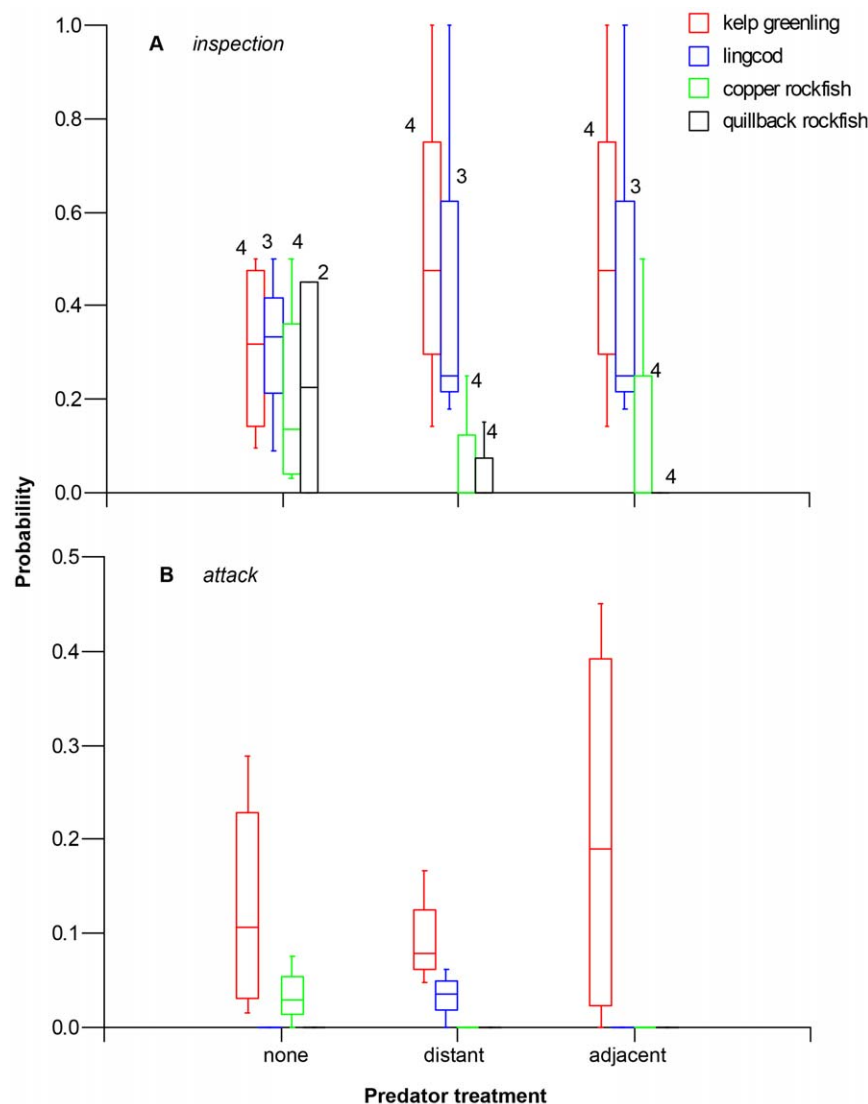 A inspection
kelp greenling
lingcod
copper rockfish
quillback rockfish
1.0
0.8
0.6
0.4
0.2
0.0
4 3 4 2
4 3 4 4
4 3 4 4
Probabiliity
B attack
0.5
0.4
0.3
0.2
0.1
0.0
none distant adjacent
Predator treatment